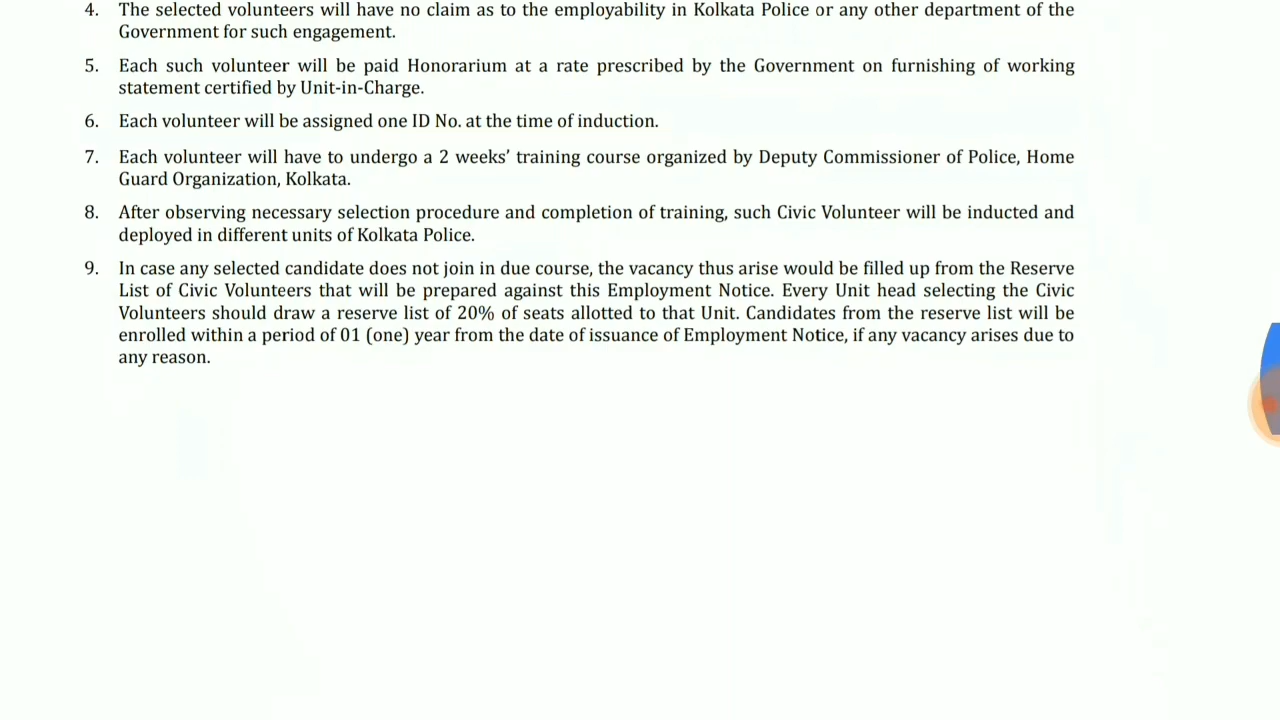 4. The selected volunteers will have no claim as to the employability in Kolkata Police or any other department of the
Government for such engagement.
5. Each such volunteer will be paid Honorarium at a rate prescribed by the Government on furnishing of working
statement certified by Unit-in-Charge.
6. Each volunteer will be assigned one ID No. at the time of induction.
7. Each volunteer will have to undergo a 2 weeks’ training course organized by Deputy Commissioner of Police, Home
Guard Organization, Kolkata.
8. After observing necessary selection procedure and completion of training, such Civic Volunteer will be inducted and
deployed in different units of Kolkata Police.
9. In case any selected candidate does not join in due course, the vacancy thus arise would be filled up from the Reserve
List of Civic Volunteers that will be prepared against this Employment Notice. Every Unit head selecting the Civic
Volunteers should draw a reserve list of 20% of seats allotted to that Unit. Candidates from the reserve list will be
enrolled within a period of 01 (one) year from the date of issuance of Employment Notice, if any vacancy arises due to
any reason.